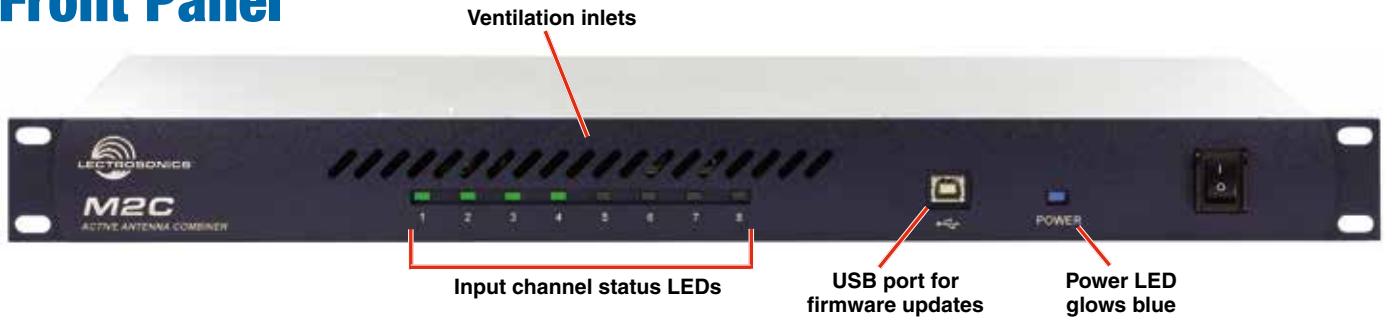 Front Panel
Ventilation inlets
LECTROSONICS
M2C
ACTIVE ANTENNA COMBINER
1 2 3 4 5 6 7 8
POWER
Input channel status LEDs
USB port for
firmware updates
Power LED
glows blue